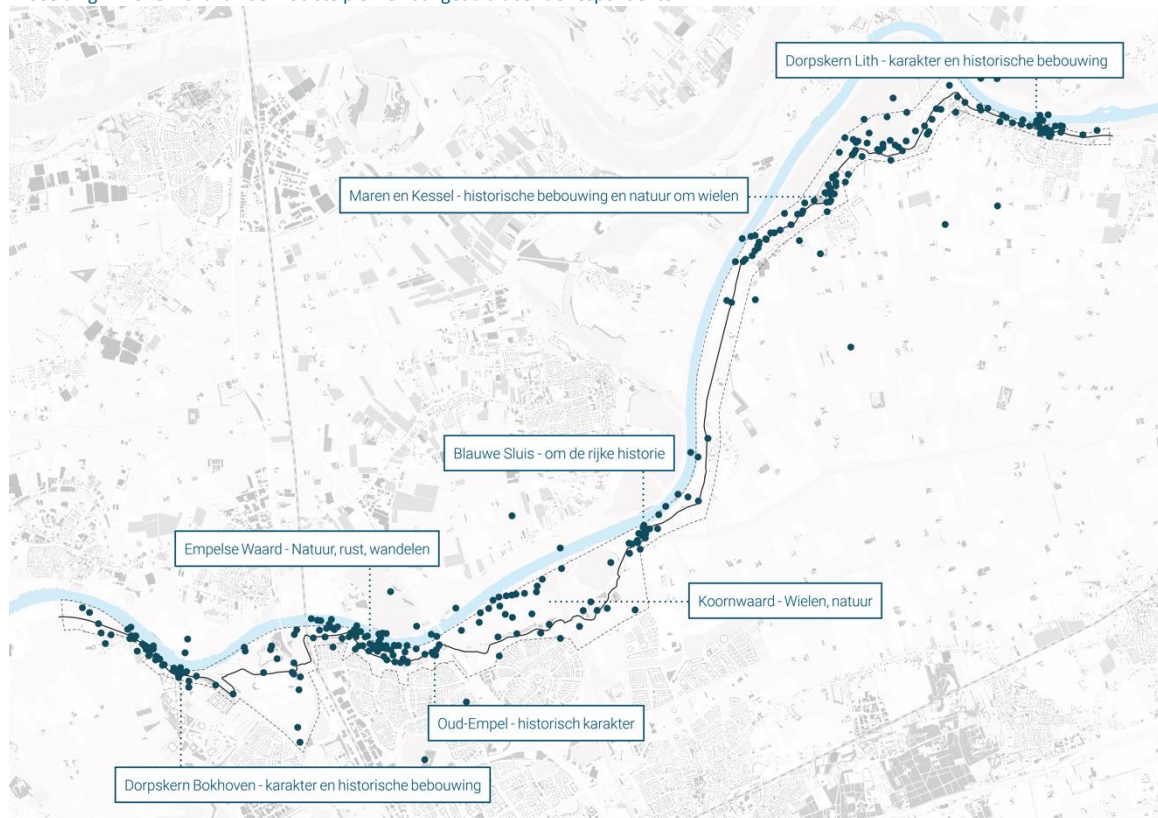 Dorpskern Lith - karakter en historische bebouwing
Maren en Kessel - historische bebouwing en natuur om wielen
Blauwe Sluis - om de rijke historie
Empelse Waard - Natuur, rust, wandelen
Koornwaard - Wielen, natuur
Oud-Empel - historisch karakter
Dorpskern Bokhoven - karakter en historische bebouwing